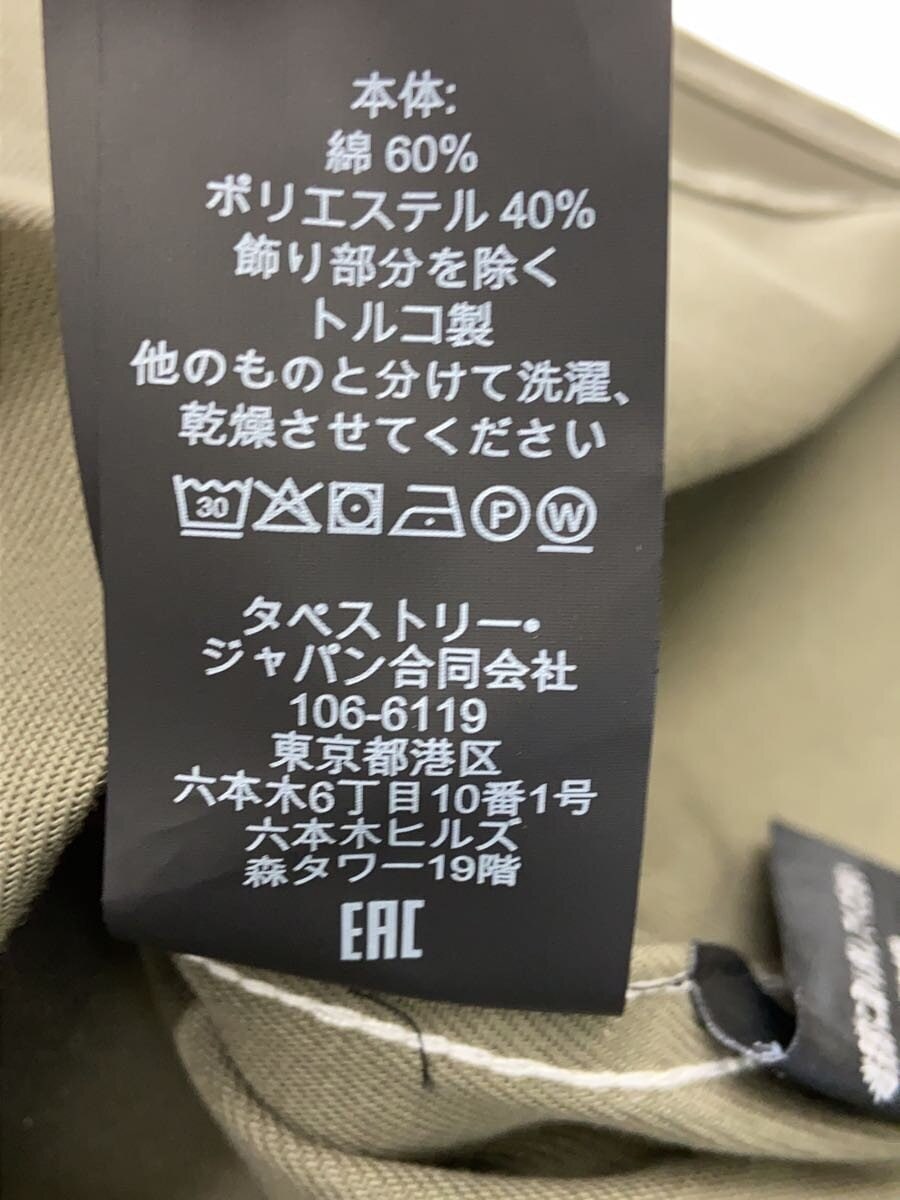 本体:
綿 60%
ポリエステル 40%
飾り部分を除く
トルコ製
他のものと分けて洗濯、
乾燥させてください
30 P W
タペストリー・
ジャパン合同会社
106-6119
東京都港区
六本木6丁目10番1号
六本木ヒルズ
森タワー19階
EAC